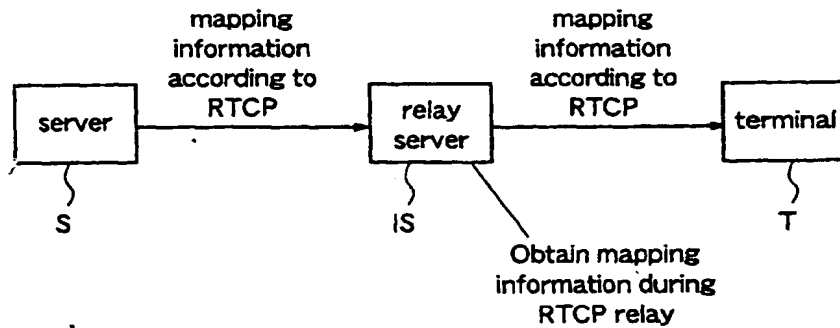 mapping
information
according to
RTCP
mapping
information
according to
RTCP
server
relay
server
terminal
S
IS
T
Obtain mapping
information during
RTCP relay